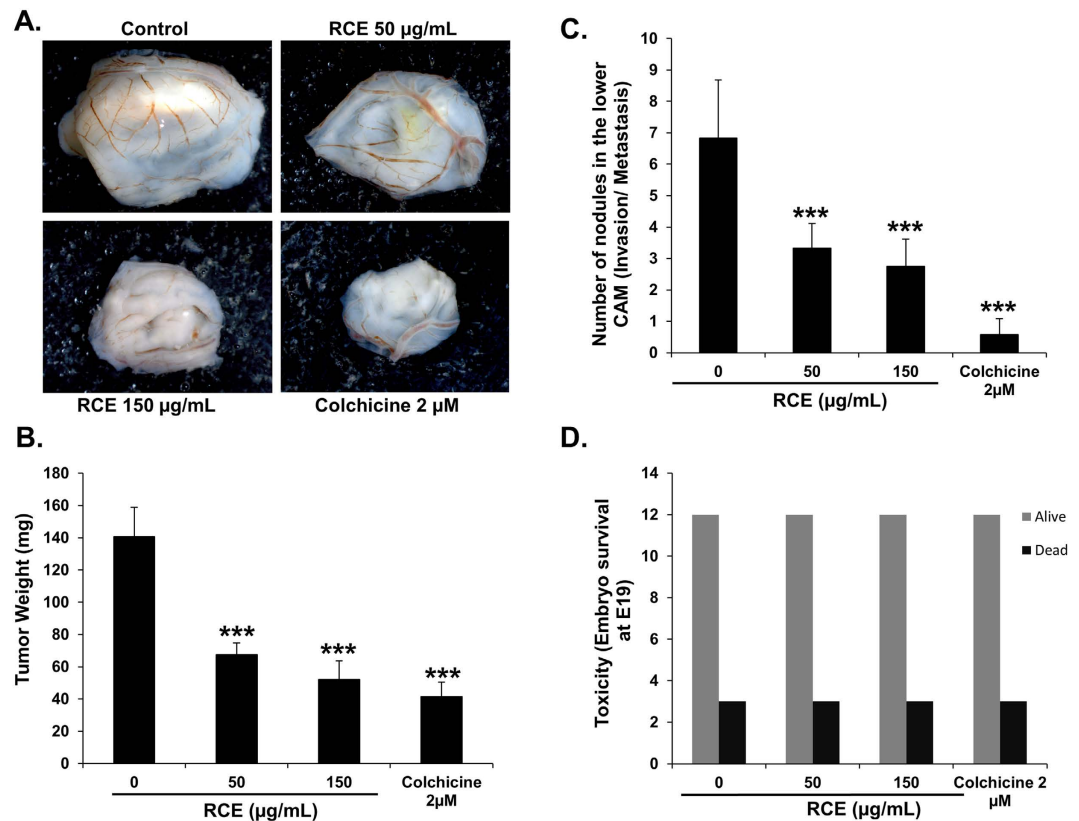 A.
Control
RCE 50 µg/mL
RCE 150 µg/mL
Colchicine 2 µM
B.
Tumor Weight (mg)
180
160
140
120
100
80
60
40
20
0
***
***
***
0
50
150
Colchicine
2µM
RCE (µg/mL)
C.
Number of nodules in the lower
CAM (Invasion/ Metastasis)
10
9
8
7
6
5
4
3
2
1
0
***
***
***
0
50
150
Colchicine
2µM
RCE (µg/mL)
D.
Toxicity (Embryo survival
at E19)
14
12
10
8
6
4
2
0
Alive
Dead
0
50
150
Colchicine 2
µM
RCE (µg/mL)